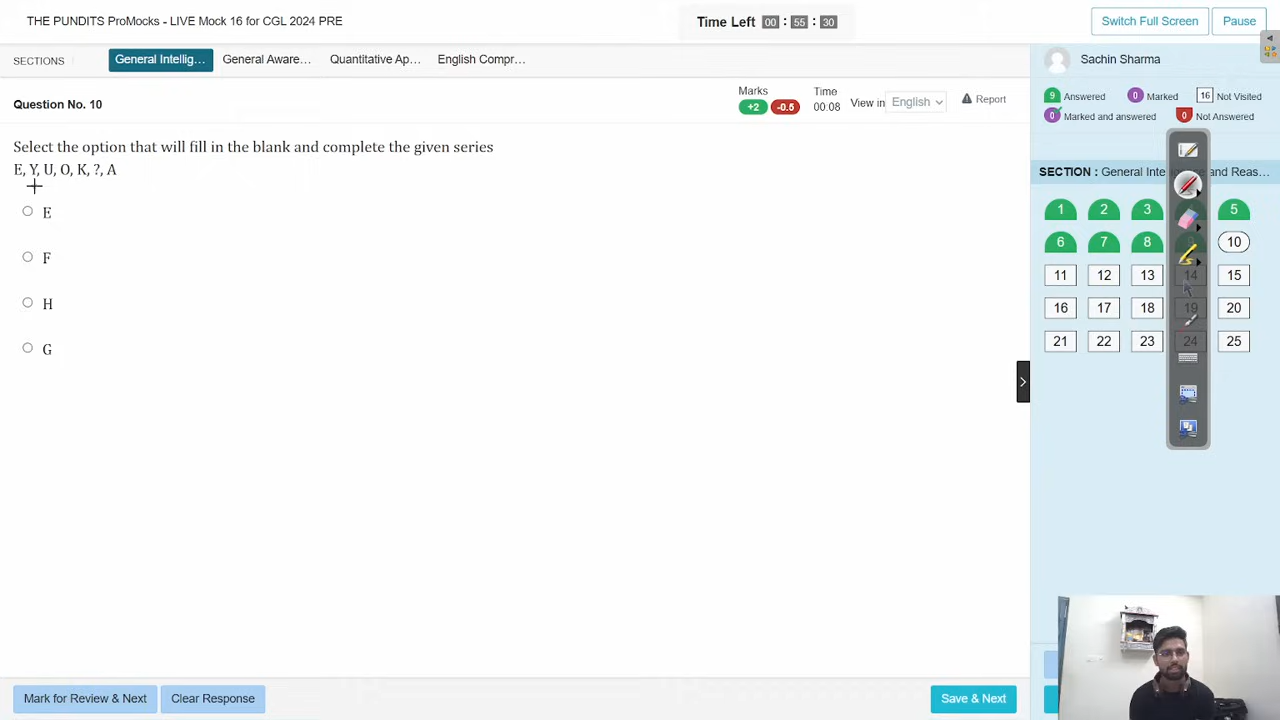 THE PUNDITS ProMocks - LIVE Mock 16 for CGL 2024 PRE
Time Left 00 : 55 : 30
Switch Full Screen
Pause
SECTIONS
General Intellig...
General Aware...
Quantitative Ap...
English Compr...
Sachin Sharma
Question No. 10
Marks
+2 -0.5
Time
00:08
View in English
Report
9 Answered
0 Marked
16 Not Visited
0 Marked and answered
0 Not Answered
Select the option that will fill in the blank and complete the given series
E, Y, U, O, K, ?, A
E
F
H
G
SECTION : General Inte and Reas...
1 2 3 5
6 7 8 10
11 12 13 14 15
16 17 18 19 20
21 22 23 24 25
Mark for Review & Next
Clear Response
Save & Next